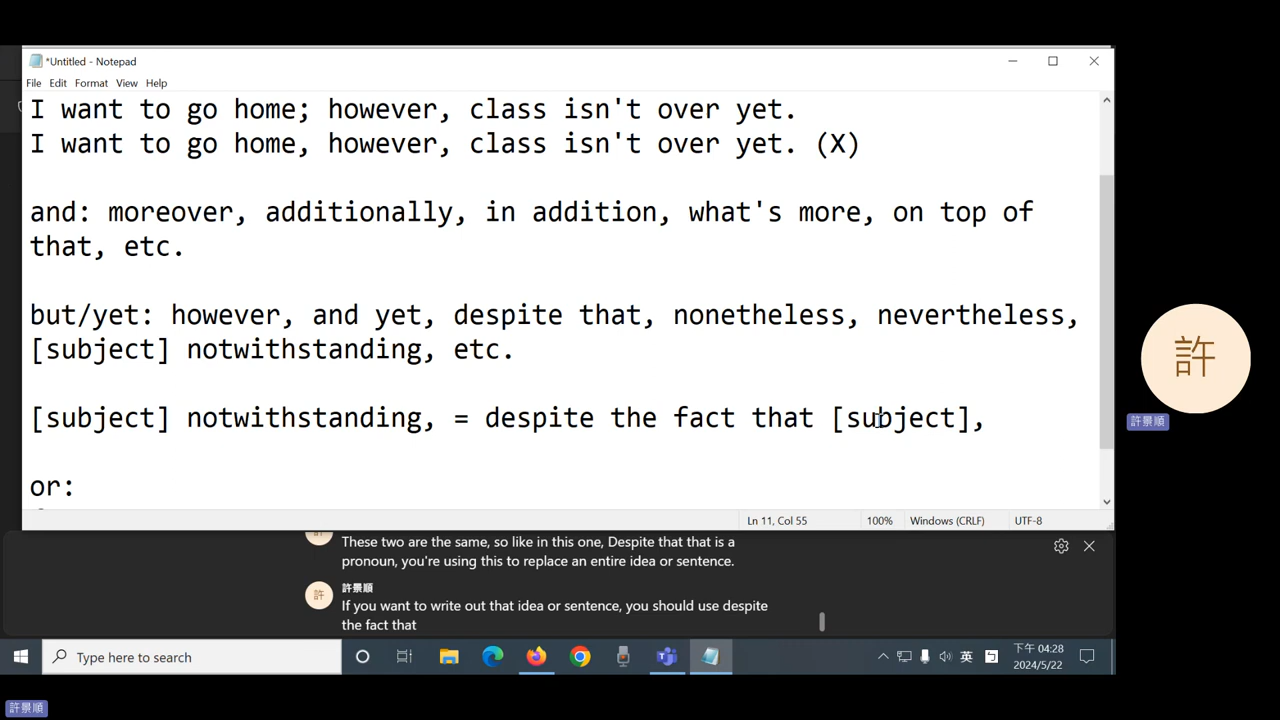 *Untitled - Notepad
File Edit Format View Help
I want to go home; however, class isn't over yet.
I want to go home, however, class isn't over yet. (X)
and: moreover, additionally, in addition, what's more, on top of
that, etc.
but/yet: however, and yet, despite that, nonetheless, nevertheless,
[subject] notwithstanding, etc.
[subject] notwithstanding, = despite the fact that [subject],
or:
Ln 11, Col 55 100% Windows (CRLF) UTF-8
許
許景順
These two are the same, so like in this one, Despite that that is a
pronoun, you're using this to replace an entire idea or sentence.
許景順
許
If you want to write out that idea or sentence, you should use despite
the fact that
Type here to search
英
下午 04:28
2024/5/22
許景順